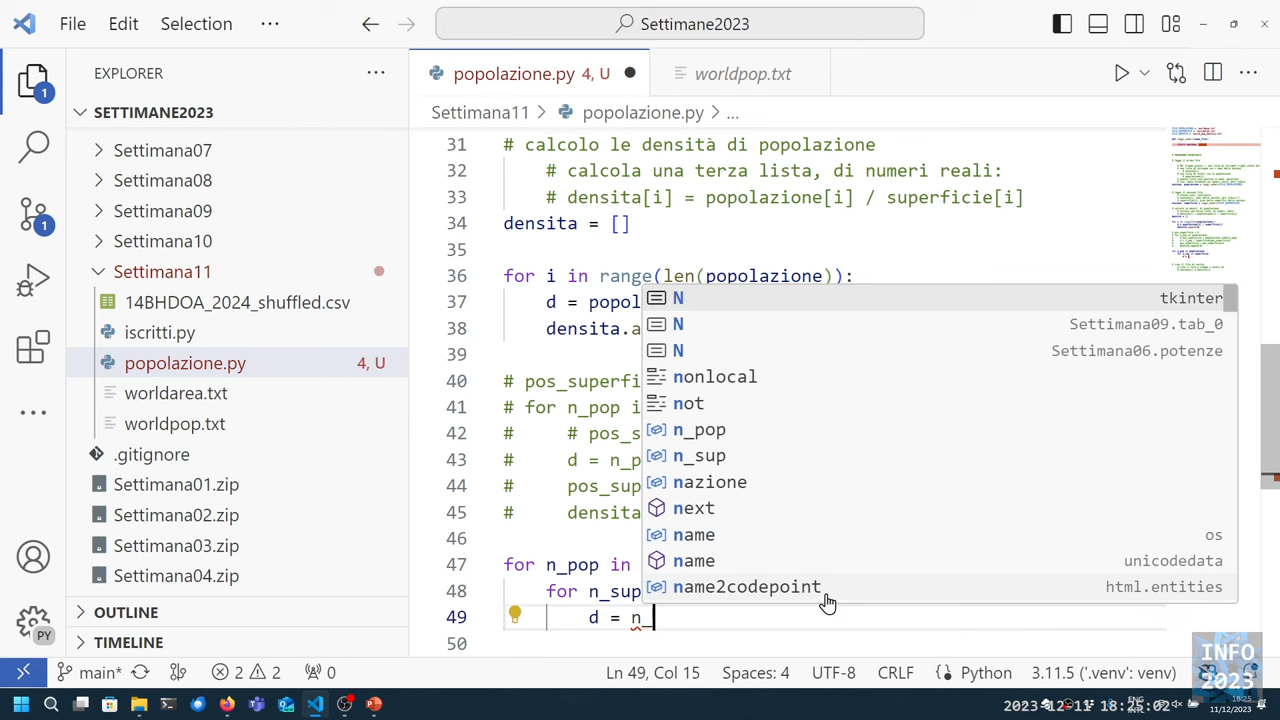 File Edit Selection ··· Settimane2023
EXPLORER ···
popolazione.py 4, U
worldpop.txt
SETTIMANE2023
Settimana11 > popolazione.py > ...
Settimana07
Settimana08
Settimana09
Settimana10
Settimana11
14BHDOA_2024_shuffled.csv
iscritti.py
popolazione.py 4, U
worldarea.txt
worldpop.txt
.gitignore
Settimana01.zip
Settimana02.zip
Settimana03.zip
Settimana04.zip
OUTLINE
TIMELINE
31 # calcolo le densità di popolazione
32 # calcola una terza lista, di numeri reali:
33 # densita[i] = popolazione[i] / superficie[i]
34 densita = []
35
36 for i in range(len(popolazione)):
37 d = popol
38 densita.a
39
40 # pos_superfi
41 # for n_pop i
42 # # pos_s
43 # d = n_p
44 # pos_sup
45 # densita
46
47 for n_pop in
48 for n_sup
49 d = n_
50
N tkinter
N Settimana09.tab_0
N Settimana06.potenze
nonlocal
not
n_pop
n_sup
nazione
next
name os
name unicodedata
name2codepoint html.entities
1
1
PY
main* 2 2 0 Ln 49, Col 15 Spaces: 4 UTF-8 CRLF Python 3.11.5 ('.venv': venv)
INFO
2023
ENG
18:25
11/12/2023